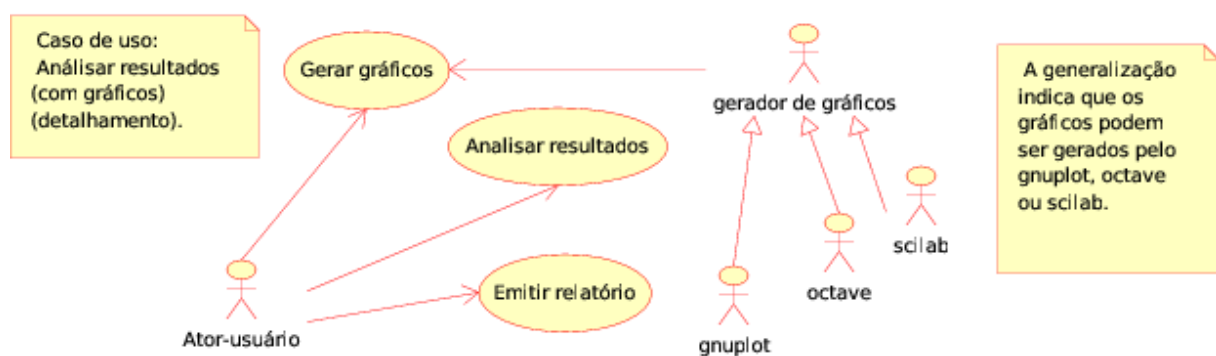 Caso de uso:
Análisar resultados
(com gráficos)
(detalhamento).
Gerar gráficos
gerador de gráficos
A generalização
indica que os
gráficos podem
ser gerados pelo
gnuplot, octave
ou scilab.
Analisar resultados
scilab
Emitir relatório
octave
Ator-usuário
gnuplot